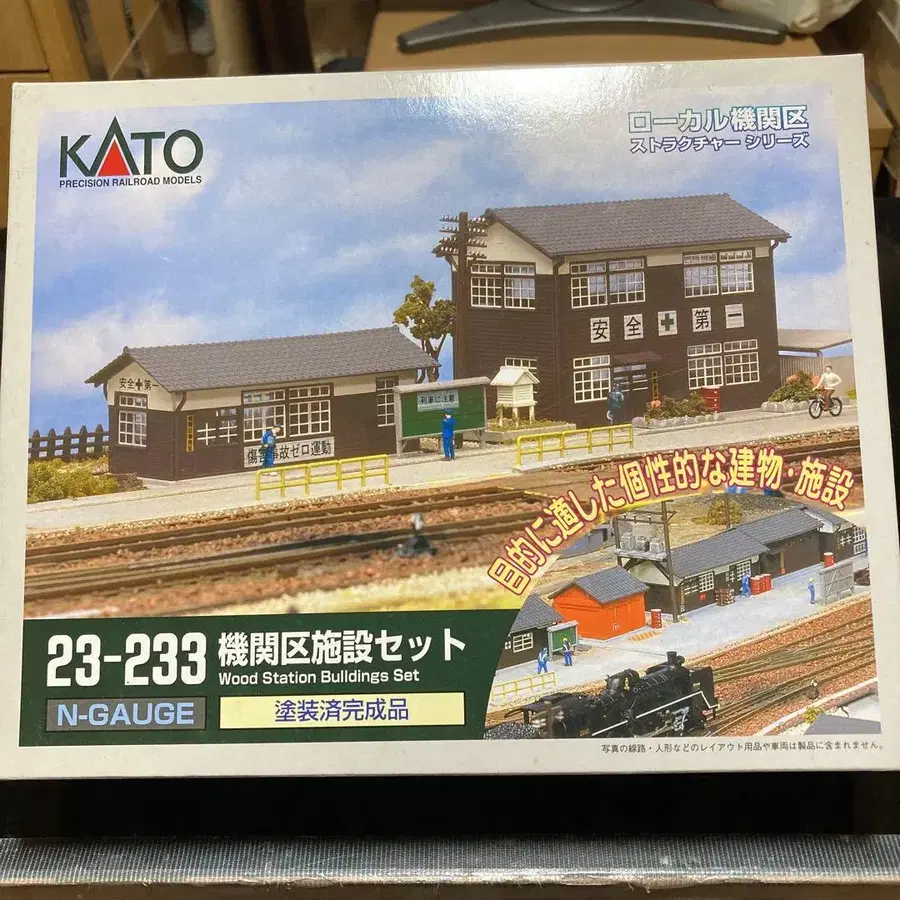 KATO
PRECISION RAILROAD MODELS
ローカル機関区
ストラクチャー シリーズ
安全✚第一
安全✚第一
列車に注意
傷害事故ゼロ運動
目的に適した個性的な建物・施設
23-233
機関区施設セット
Wood Station Buildings Set
N-GAUGE
塗装済完成品
写真の線路・人形などのレイアウト用品や車両は製品に含まれません。